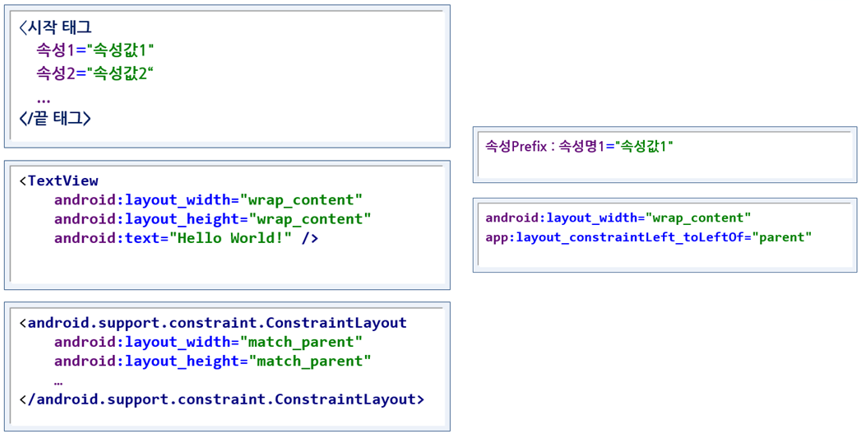 <시작 태그
속성1="속성값1"
속성2="속성값2“
...
</끝 태그>
<TextView
android:layout_width="wrap_content"
android:layout_height="wrap_content"
android:text="Hello World!" />
<android.support.constraint.ConstraintLayout
android:layout_width="match_parent"
android:layout_height="match_parent"
…
</android.support.constraint.ConstraintLayout>
속성Prefix : 속성명1="속성값1"
android:layout_width="wrap_content"
app:layout_constraintLeft_toLeftOf="parent"